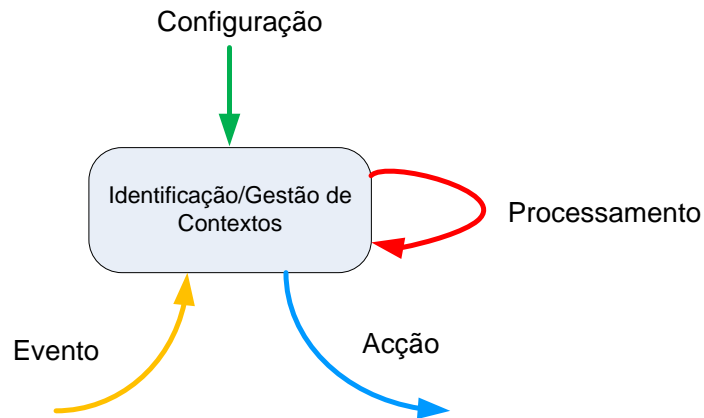 Configuração
Identificação/Gestão de
Contextos
Processamento
Evento
Acção